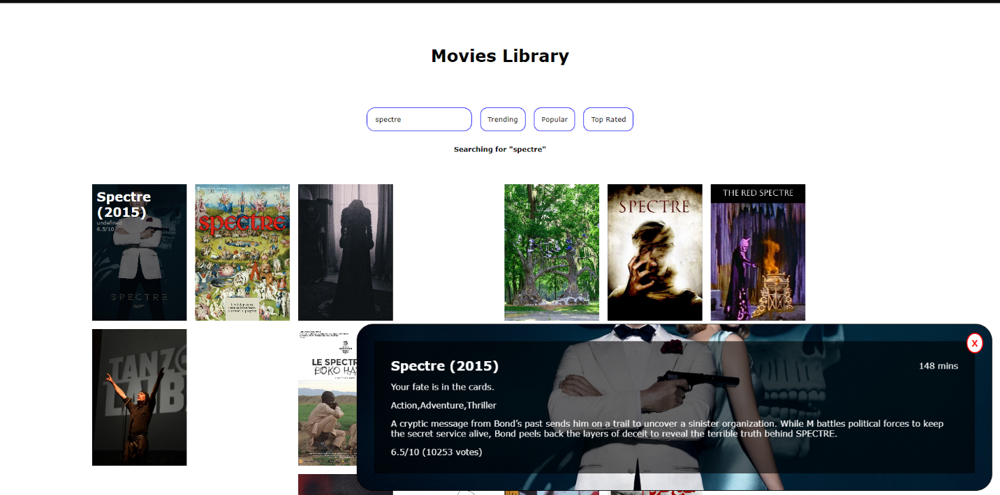 Movies Library
spectre
Trending
Popular
Top Rated
Searching for "spectre"
Spectre
(2015)
undefined
6.5/10
SPECTRE
spectre
SPECTRE
THE RED SPECTRE
LE SPECTR
BOKO HA
Spectre (2015)
148 mins
X
Your fate is in the cards.
Action,Adventure,Thriller
A cryptic message from Bond’s past sends him on a trail to uncover a sinister organization. While M battles political forces to keep
the secret service alive, Bond peels back the layers of deceit to reveal the terrible truth behind SPECTRE.
6.5/10 (10253 votes)